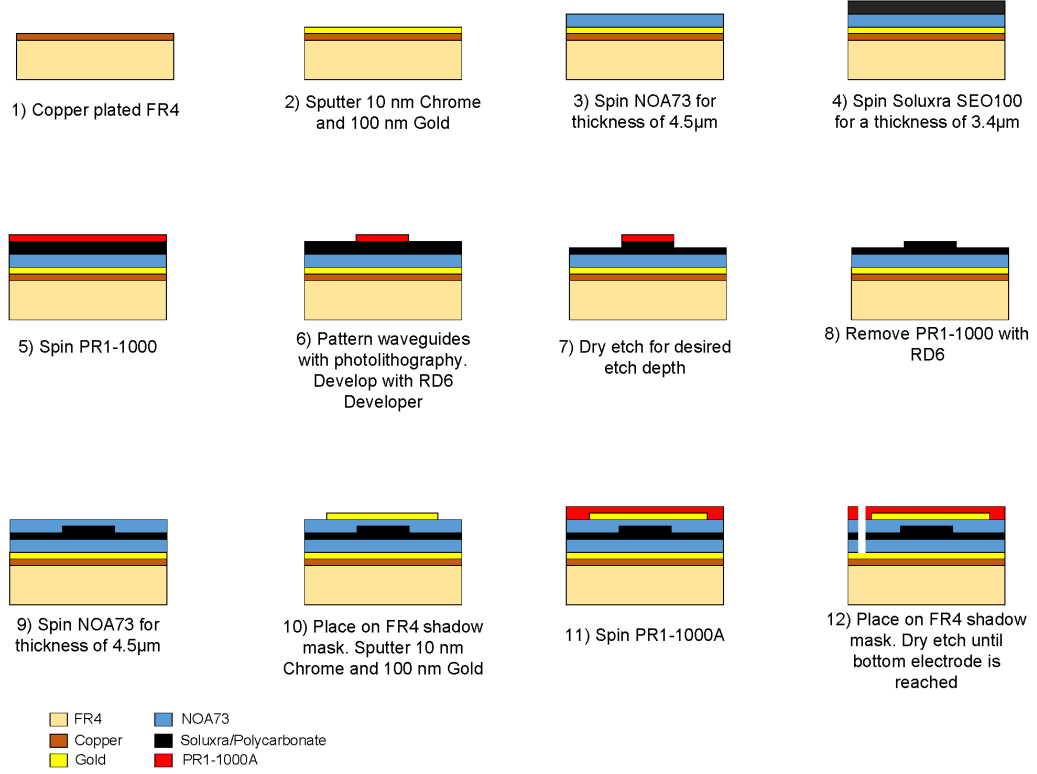 1) Copper plated FR4
2) Sputter 10 nm Chrome
and 100 nm Gold
3) Spin NOA73 for
thickness of 4.5μm
4) Spin Soluxra SEO100
for a thickness of 3.4μm
5) Spin PR1-1000
6) Pattern waveguides
with photolithography.
Develop with RD6
Developer
7) Dry etch for desired
etch depth
8) Remove PR1-1000 with
RD6
9) Spin NOA73 for
thickness of 4.5μm
10) Place on FR4 shadow
mask. Sputter 10 nm
Chrome and 100 nm Gold
11) Spin PR1-1000A
12) Place on FR4 shadow
mask. Dry etch until
bottom electrode is
reached
FR4
Copper
Gold
NOA73
Soluxra/Polycarbonate
PR1-1000A